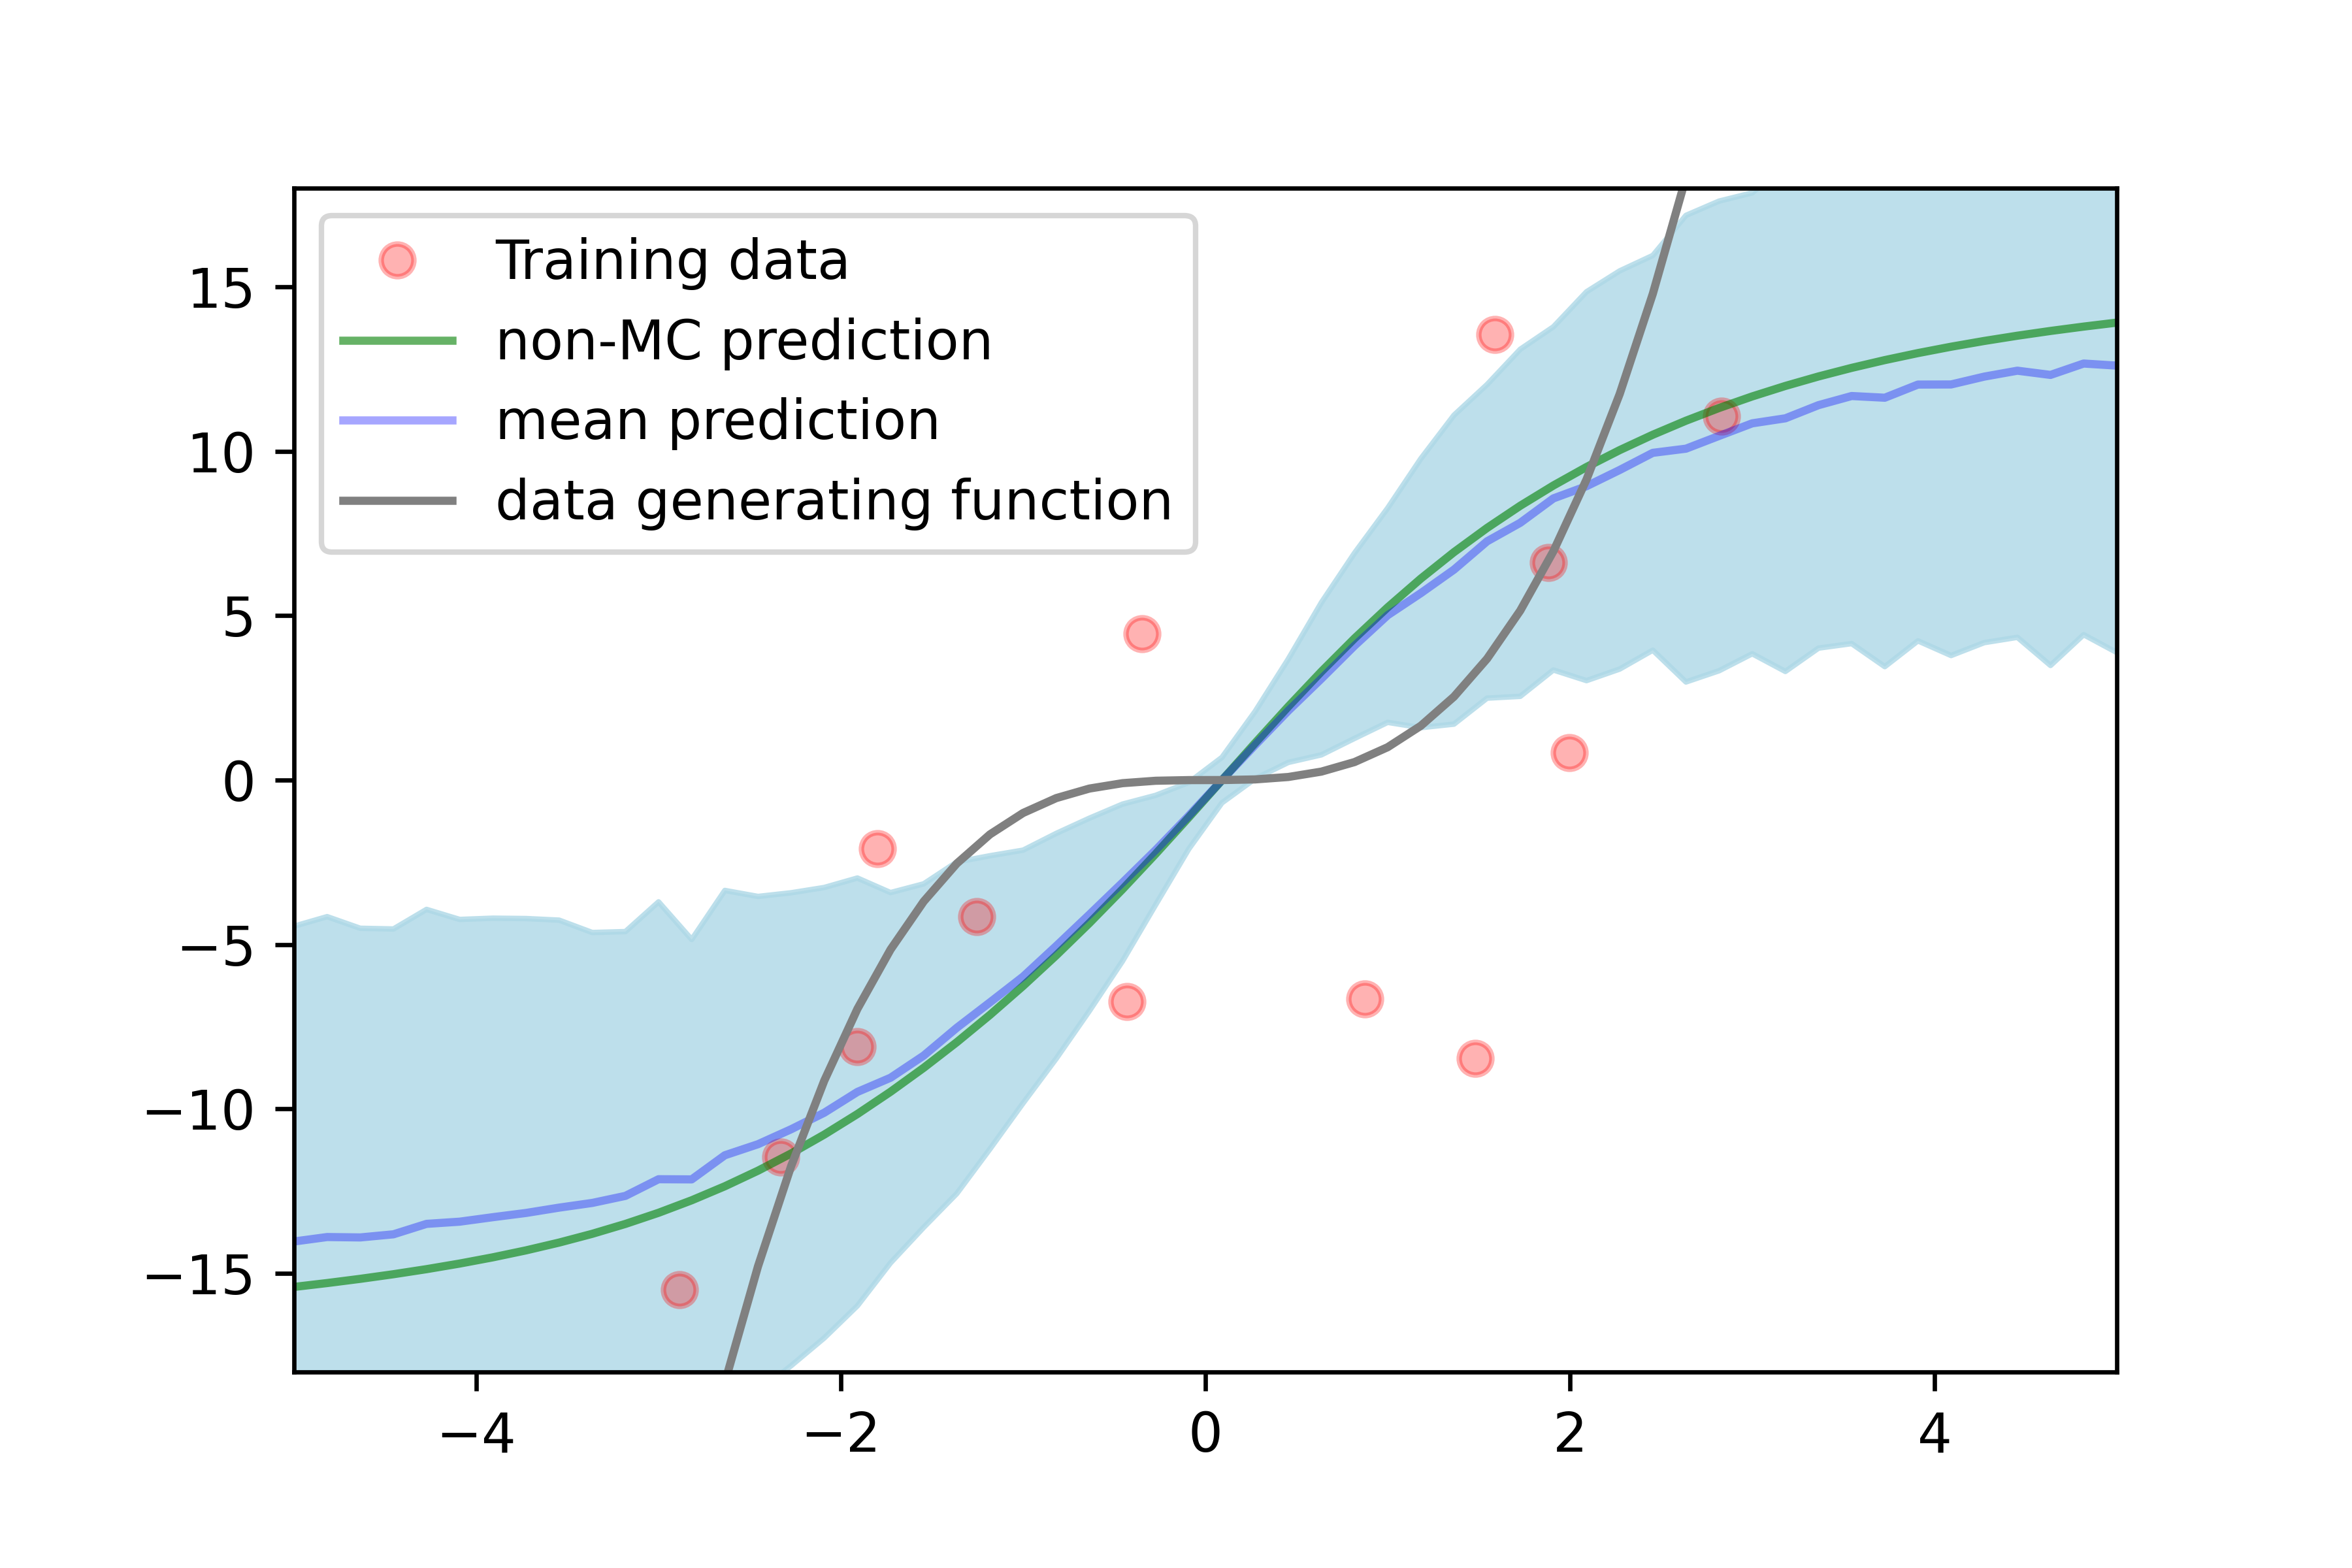 Training data
non-MC prediction
mean prediction
data generating function
15
10
5
0
−5
−10
−15
−4 −2 0 2 4